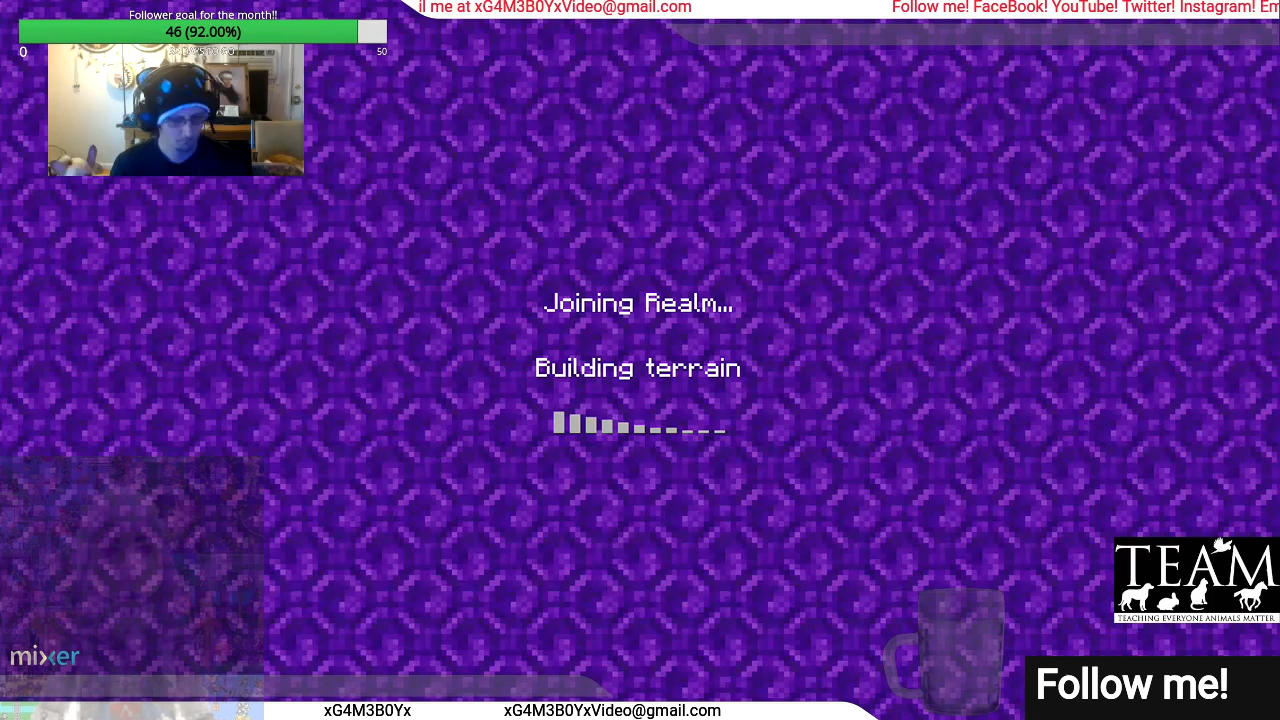 Follower goal for the month!!
il me at xG4M3B0YxVideo@gmail.com
Follow me! FaceBook! YouTube! Twitter! Instagram! Em
46 (92.00%)
0
50
Joining Realm...
Building terrain
TEAM
TEACHING EVERYONE ANIMALS MATTER
mixer
Follow me!
xG4M3B0Yx
xG4M3B0YxVideo@gmail.com